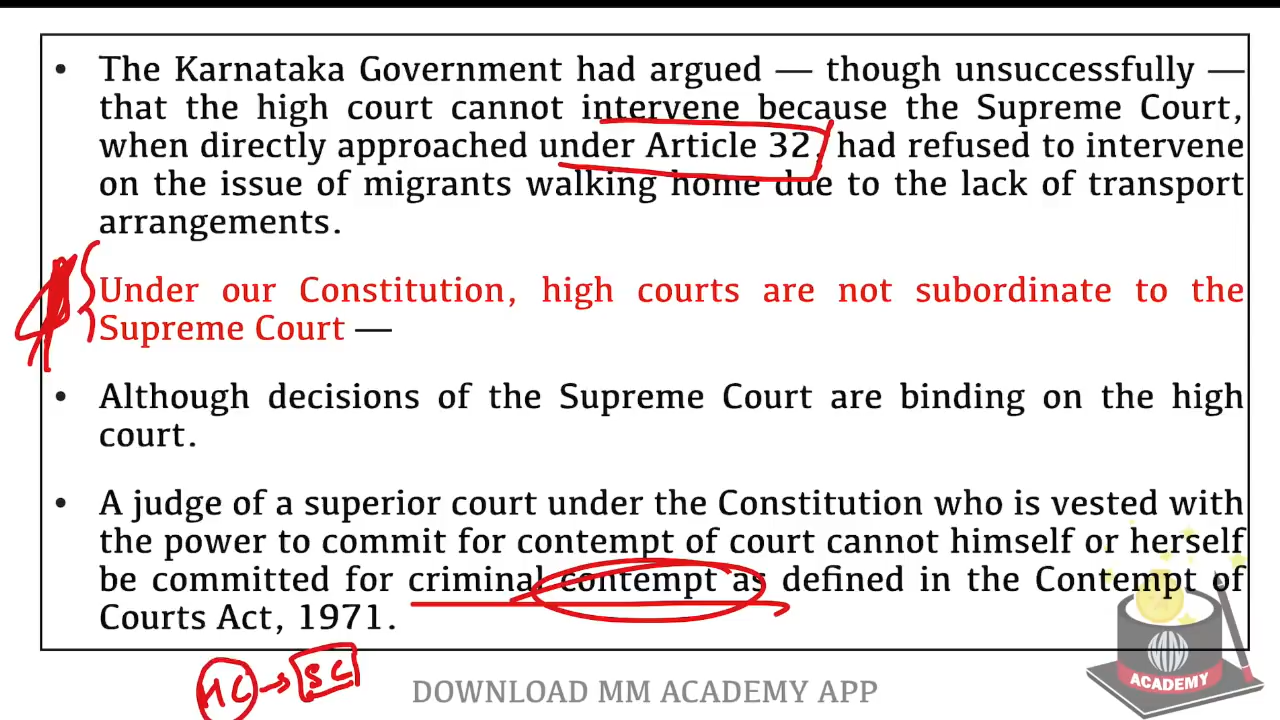 • The Karnataka Government had argued — though unsuccessfully —
that the high court cannot intervene because the Supreme Court,
when directly approached under Article 32, had refused to intervene
on the issue of migrants walking home due to the lack of transport
arrangements.
Under our Constitution, high courts are not subordinate to the
Supreme Court —
• Although decisions of the Supreme Court are binding on the high
court.
• A judge of a superior court under the Constitution who is vested with
the power to commit for contempt of court cannot himself or herself
be committed for criminal contempt as defined in the Contempt of
Courts Act, 1971.
HC → SC
DOWNLOAD MM ACADEMY APP
ACADEMY